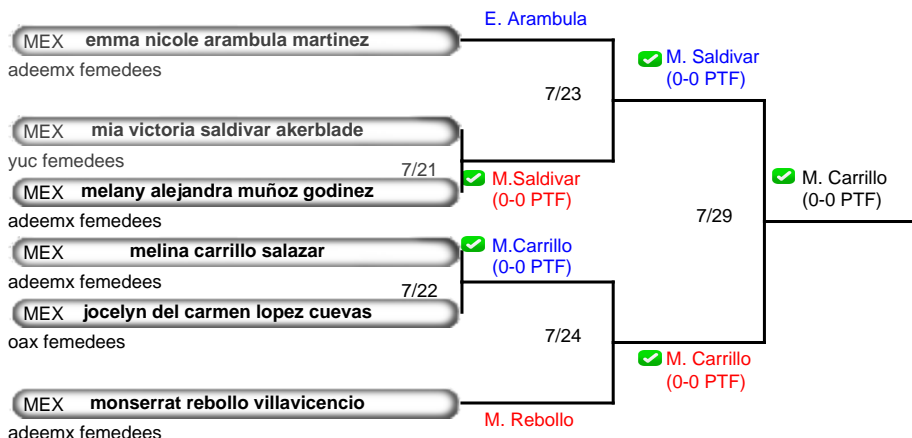 E. Arambula
MEX emma nicole arambula martinez
adeemx femedees
M. Saldivar
(0-0 PTF)
7/23
MEX mia victoria saldivar akerblade
yuc femedees
7/21
M.Saldivar
(0-0 PTF)
MEX melany alejandra muñoz godinez
adeemx femedees
M. Carrillo
(0-0 PTF)
7/29
MEX melina carrillo salazar
adeemx femedees
M.Carrillo
(0-0 PTF)
7/22
MEX jocelyn del carmen lopez cuevas
oax femedees
7/24
M. Carrillo
(0-0 PTF)
MEX monserrat rebollo villavicencio
adeemx femedees
M. Rebollo